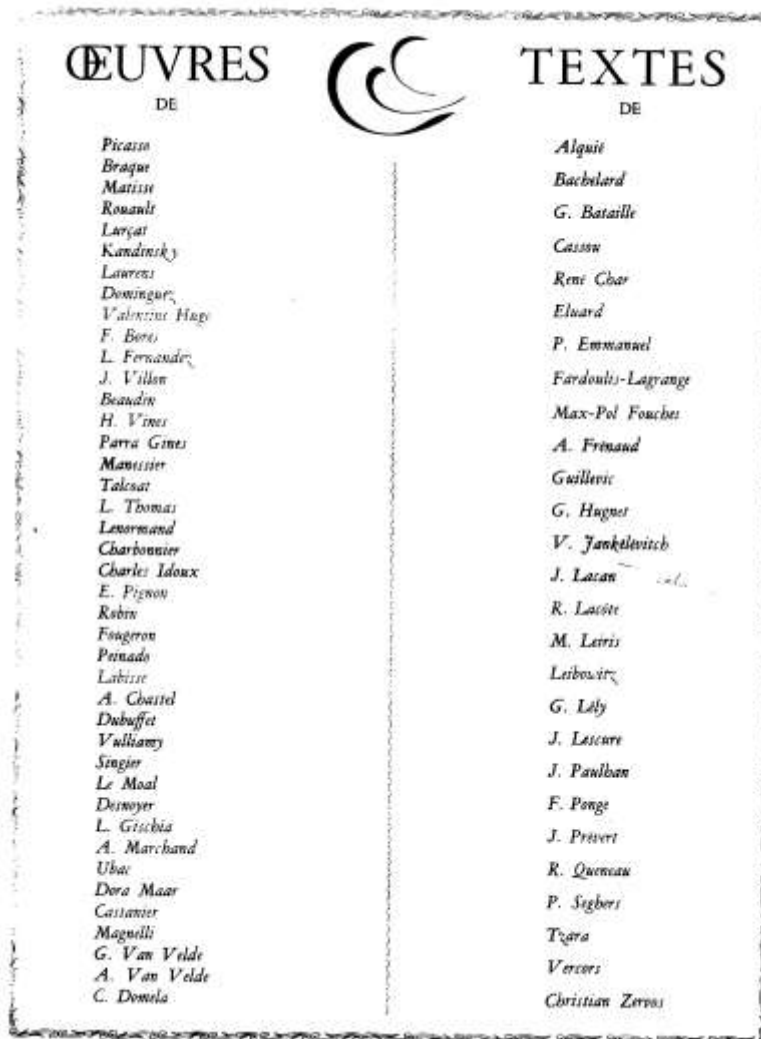 ŒUVRES
DE
Picasso
Braque
Matisse
Rouault
Lurçat
Kandinsky
Laurens
Dominguez
Valentine Hugo
F. Bores
L. Fernandez
J. Villon
Beaudin
H. Vines
Parra Gines
Manessier
Talcoat
L. Thomas
Lenormand
Charbonnier
Charles Idoux
E. Pignon
Robin
Fougeron
Peinado
Labisse
A. Chastel
Dubuffet
Vulliamy
Singier
Le Moal
Desnoyer
L. Gischia
A. Marchand
Ubac
Dora Maar
Castanier
Magnelli
G. Van Velde
A. Van Velde
C. Domela
TEXTES
DE
Alquié
Bachelard
G. Bataille
Cassou
René Char
Eluard
P. Emmanuel
Fardoulis-Lagrange
Max-Pol Fouchet
A. Frénaud
Guillevic
G. Hugnet
V. Jankélévitch
J. Lacan
R. Lacôte
M. Leiris
Leibowitz
G. Lély
J. Lescure
J. Paulhan
F. Ponge
J. Prévert
R. Queneau
P. Seghers
Tzara
Vercors
Christian Zervos